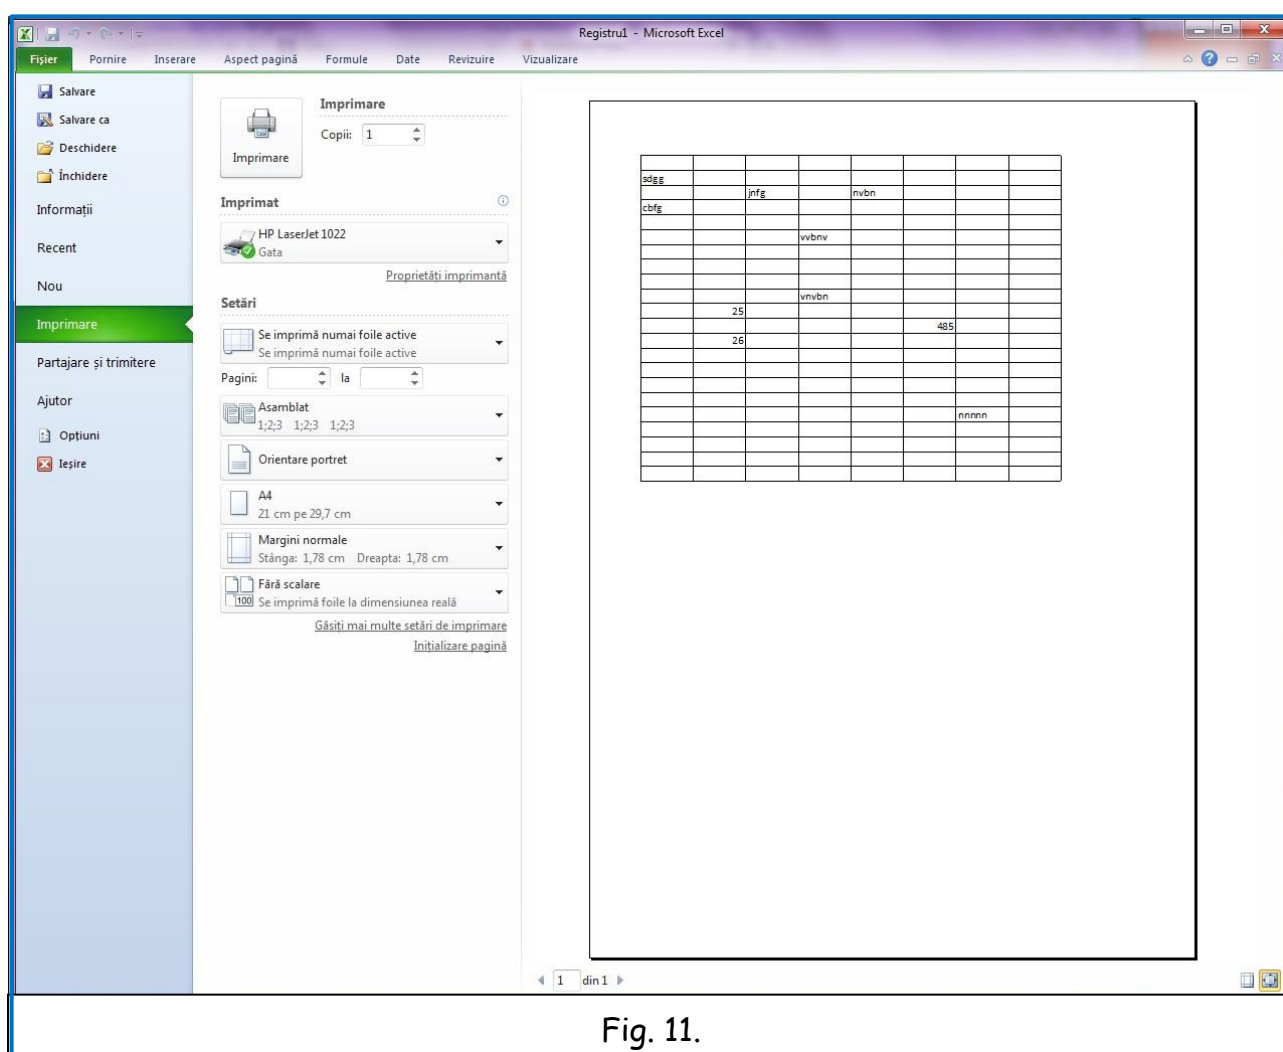 Registru1 - Microsoft Excel
Fișier Pornire Inserare Aspect pagină Formule Date Revizuire Vizualizare
Salvare
Salvare ca
Deschidere
Închidere
Informații
Recent
Nou
Imprimare
Partajare și trimitere
Ajutor
Opțiuni
Ieșire
Imprimare
Imprimare
Copii: 1
Imprimat
HP LaserJet 1022
Gata
Proprietăți imprimantă
Setări
Se imprimă numai foile active
Se imprimă numai foile active
Pagini: la
Asamblat
1;2;3 1;2;3 1;2;3
Orientare portret
A4
21 cm pe 29,7 cm
Margini normale
Stânga: 1,78 cm Dreapta: 1,78 cm
Fără scalare
100 Se imprimă foile la dimensiunea reală
Găsiți mai multe setări de imprimare
Inițializare pagină
sdgg
jnfg nvbn
cbfg
vvbnv
vnvbn
25
485
26
nnnnn
1 din 1
Fig. 11.